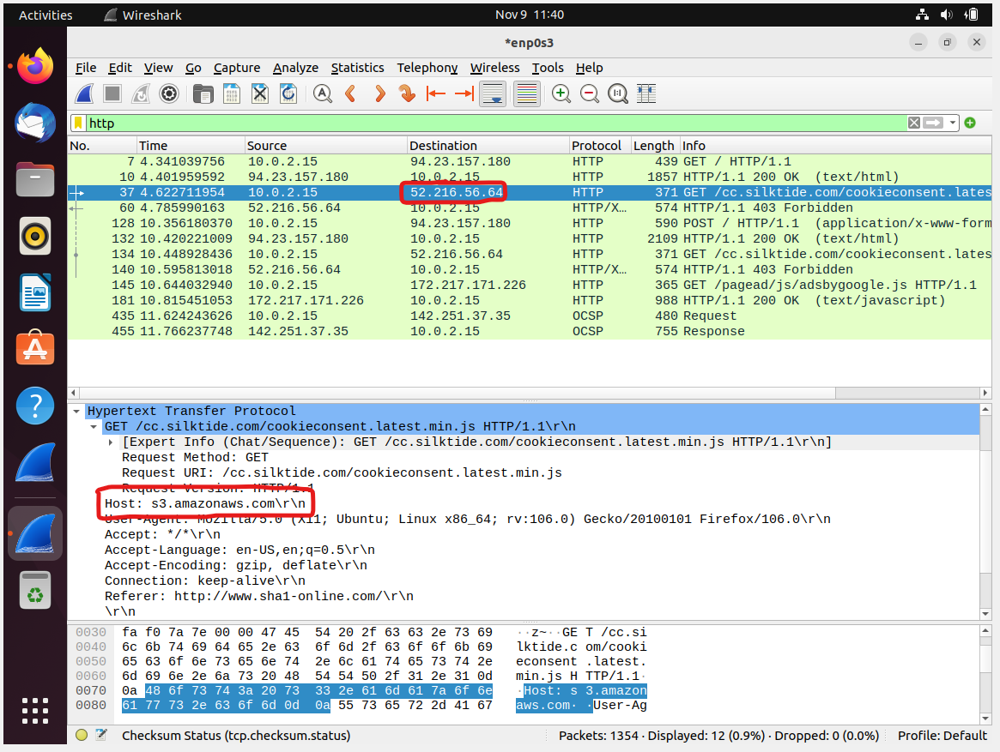 Activities Wireshark Nov 9 11:40
*enp0s3
File Edit View Go Capture Analyze Statistics Telephony Wireless Tools Help
http
No. Time Source Destination Protocol Length Info
7 4.341039756 10.0.2.15 94.23.157.180 HTTP 439 GET / HTTP/1.1
10 4.401959592 94.23.157.180 10.0.2.15 HTTP 1857 HTTP/1.1 200 OK (text/html)
37 4.622711954 10.0.2.15 52.216.56.64 HTTP 371 GET /cc.silktide.com/cookieconsent.lates
60 4.785990163 52.216.56.64 10.0.2.15 HTTP/X… 574 HTTP/1.1 403 Forbidden
128 10.356180370 10.0.2.15 94.23.157.180 HTTP 590 POST / HTTP/1.1 (application/x-www-form
132 10.420221009 94.23.157.180 10.0.2.15 HTTP 2109 HTTP/1.1 200 OK (text/html)
134 10.448928436 10.0.2.15 52.216.56.64 HTTP 371 GET /cc.silktide.com/cookieconsent.lates
140 10.595813018 52.216.56.64 10.0.2.15 HTTP/X… 574 HTTP/1.1 403 Forbidden
145 10.644032940 10.0.2.15 172.217.171.226 HTTP 365 GET /pagead/js/adsbygoogle.js HTTP/1.1
181 10.815451053 172.217.171.226 10.0.2.15 HTTP 988 HTTP/1.1 200 OK (text/javascript)
435 11.624243626 10.0.2.15 142.251.37.35 OCSP 480 Request
455 11.766237748 142.251.37.35 10.0.2.15 OCSP 755 Response
Hypertext Transfer Protocol
GET /cc.silktide.com/cookieconsent.latest.min.js HTTP/1.1\r\n
[Expert Info (Chat/Sequence): GET /cc.silktide.com/cookieconsent.latest.min.js HTTP/1.1\r\n]
Request Method: GET
Request URI: /cc.silktide.com/cookieconsent.latest.min.js
Request Version: HTTP/1.1
Host: s3.amazonaws.com\r\n
User-Agent: Mozilla/5.0 (X11; Ubuntu; Linux x86_64; rv:106.0) Gecko/20100101 Firefox/106.0\r\n
Accept: */*\r\n
Accept-Language: en-US,en;q=0.5\r\n
Accept-Encoding: gzip, deflate\r\n
Connection: keep-alive\r\n
Referer: http://www.sha1-online.com/\r\n
\r\n
0030 fa f0 7a 7e 00 00 47 45 54 20 2f 63 63 2e 73 69 ··z~··GE T /cc.si
0040 6c 6b 74 69 64 65 2e 63 6f 6d 2f 63 6f 6f 6b 69 lktide.c om/cooki
0050 65 63 6f 6e 73 65 6e 74 2e 6c 61 74 65 73 74 2e econsent .latest.
0060 6d 69 6e 2e 6a 73 20 48 54 54 50 2f 31 2e 31 0d min.js H TTP/1.1·
0070 0a 48 6f 73 74 3a 20 73 33 2e 61 6d 61 7a 6f 6e ·Host: s 3.amazon
0080 61 77 73 2e 63 6f 6d 0d 0a 55 73 65 72 2d 41 67 aws.com· ·User-Ag
Checksum Status (tcp.checksum.status) Packets: 1354 · Displayed: 12 (0.9%) · Dropped: 0 (0.0%) Profile: Default